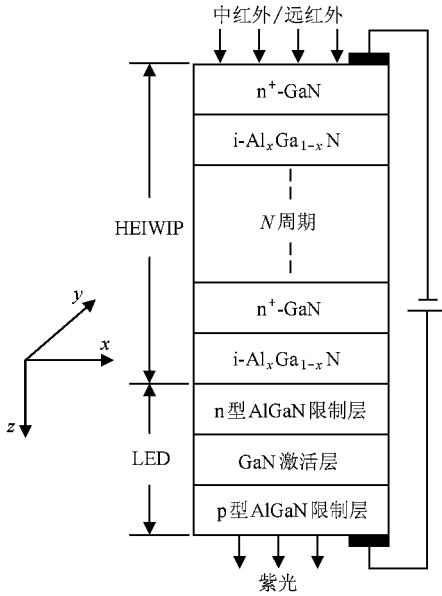 中红外/远红外
n⁺-GaN
i-AlₓGa₁₋ₓN
HEIWIP
N周期
n⁺-GaN
i-AlₓGa₁₋ₓN
y
x
z
n型AlGaN限制层
LED
GaN激活层
p型AlGaN限制层
紫光